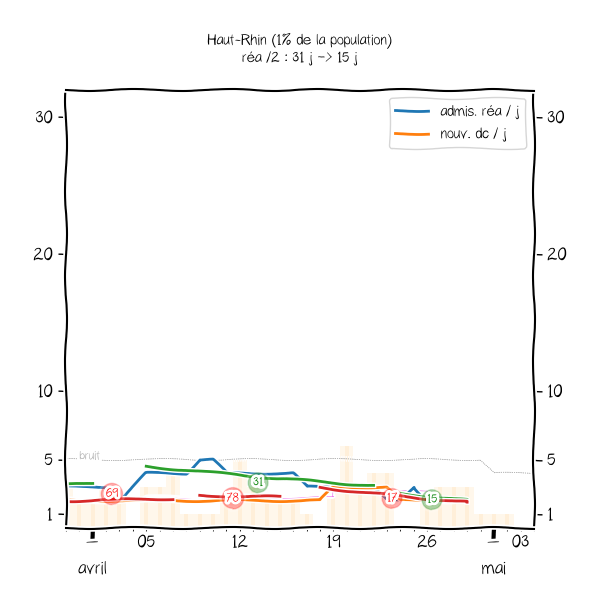 Haut-Rhin (1% de la population)
réa /2 : 31 j -> 15 j
admis. réa / j
nouv. dc / j
30
30
20
20
10
10
5
5
bruit
1
1
69
78
31
17
15
05
12
19
26
03
avril
mai